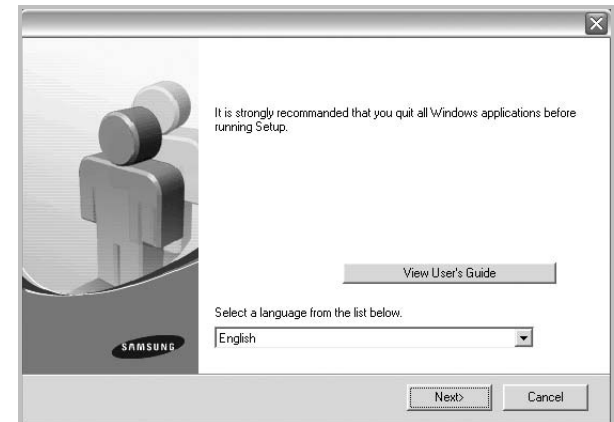 It is strongly recommanded that you quit all Windows applications before
running Setup.
View User's Guide
Select a language from the list below.
English
SAMSUNG
Next>
Cancel